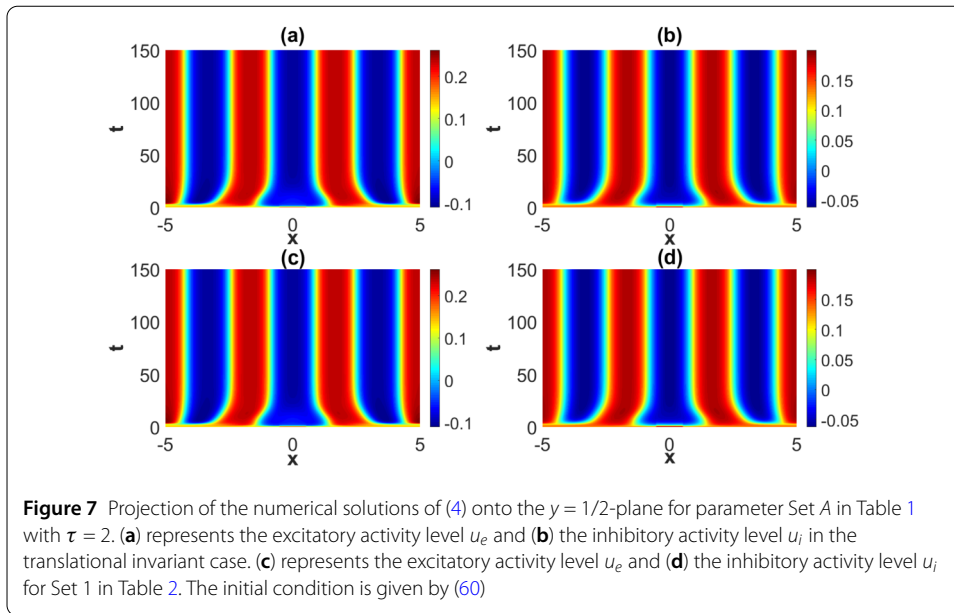 (a)
(b)
150
100
50
0
t
-5
0
5
x
0.2
0.1
0
-0.1
150
100
50
0
t
-5
0
5
x
0.15
0.1
0.05
0
-0.05
(c)
(d)
150
100
50
0
t
-5
0
5
x
0.2
0.1
0
-0.1
150
100
50
0
t
-5
0
5
x
0.15
0.1
0.05
0
-0.05
Figure 7 Projection of the numerical solutions of (4) onto the y = 1/2-plane for parameter Set A in Table 1
with τ = 2. (a) represents the excitatory activity level u_e and (b) the inhibitory activity level u_i in the
translational invariant case. (c) represents the excitatory activity level u_e and (d) the inhibitory activity level u_i
for Set 1 in Table 2. The initial condition is given by (60)